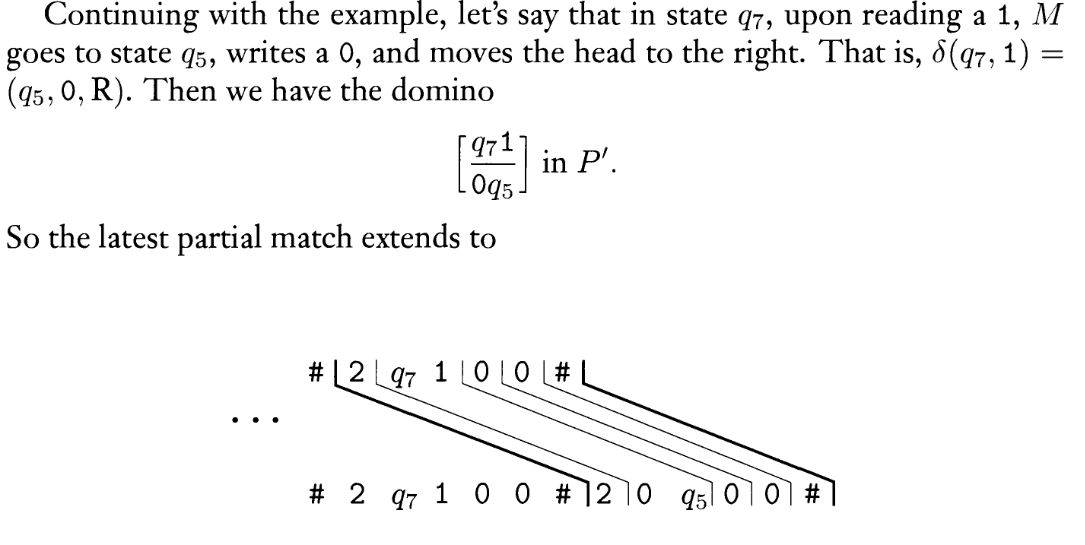 Continuing with the example, let's say that in state q₇, upon reading a 1, M
goes to state q₅, writes a 0, and moves the head to the right. That is, δ(q₇, 1) =
(q₅, 0, R). Then we have the domino
[q₇1 / 0q₅] in P′.
So the latest partial match extends to
# 2 q₇ 1 0 0 #
...
# 2 q₇ 1 0 0 # 2 0 q₅ 0 0 #